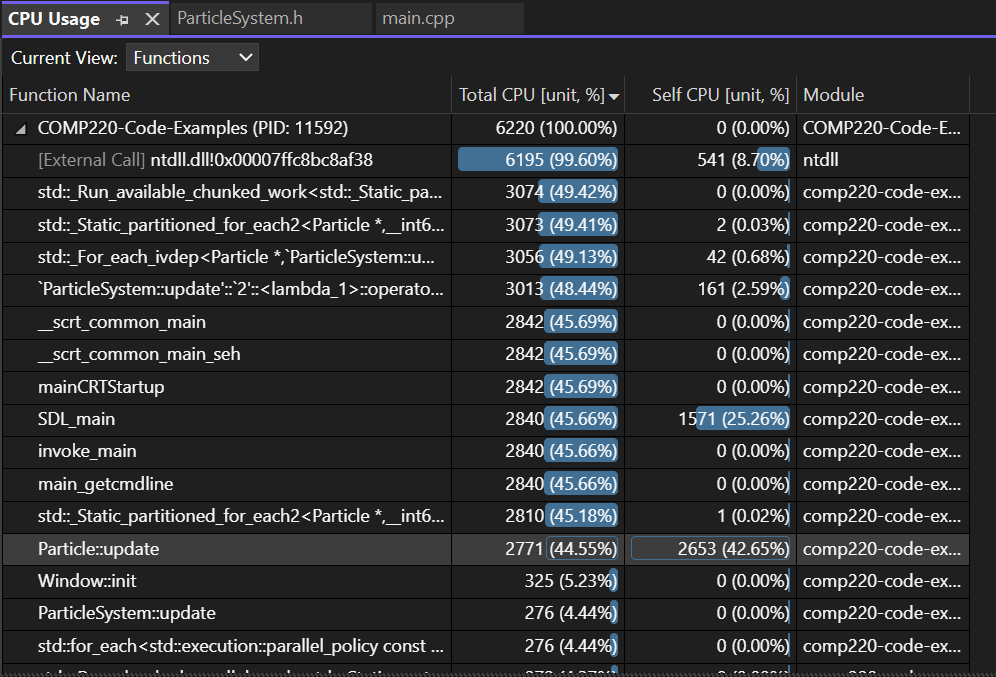 CPU Usage ParticleSystem.h main.cpp
Current View: Functions
Function Name Total CPU [unit, %] Self CPU [unit, %] Module
COMP220-Code-Examples (PID: 11592) 6220 (100.00%) 0 (0.00%) COMP220-Code-E...
[External Call] ntdll.dll!0x00007ffc8bc8af38 6195 (99.60%) 541 (8.70%) ntdll
std::_Run_available_chunked_work<std::_Static_pa... 3074 (49.42%) 0 (0.00%) comp220-code-ex...
std::_Static_partitioned_for_each2<Particle *,__int6... 3073 (49.41%) 2 (0.03%) comp220-code-ex...
std::_For_each_ivdep<Particle *,`ParticleSystem::u... 3056 (49.13%) 42 (0.68%) comp220-code-ex...
`ParticleSystem::update'::`2'::<lambda_1>::operato... 3013 (48.44%) 161 (2.59%) comp220-code-ex...
__scrt_common_main 2842 (45.69%) 0 (0.00%) comp220-code-ex...
__scrt_common_main_seh 2842 (45.69%) 0 (0.00%) comp220-code-ex...
mainCRTStartup 2842 (45.69%) 0 (0.00%) comp220-code-ex...
SDL_main 2840 (45.66%) 1571 (25.26%) comp220-code-ex...
invoke_main 2840 (45.66%) 0 (0.00%) comp220-code-ex...
main_getcmdline 2840 (45.66%) 0 (0.00%) comp220-code-ex...
std::_Static_partitioned_for_each2<Particle *,__int6... 2810 (45.18%) 1 (0.02%) comp220-code-ex...
Particle::update 2771 (44.55%) 2653 (42.65%) comp220-code-ex...
Window::init 325 (5.23%) 0 (0.00%) comp220-code-ex...
ParticleSystem::update 276 (4.44%) 0 (0.00%) comp220-code-ex...
std::for_each<std::execution::parallel_policy const ... 276 (4.44%) 0 (0.00%) comp220-code-ex...